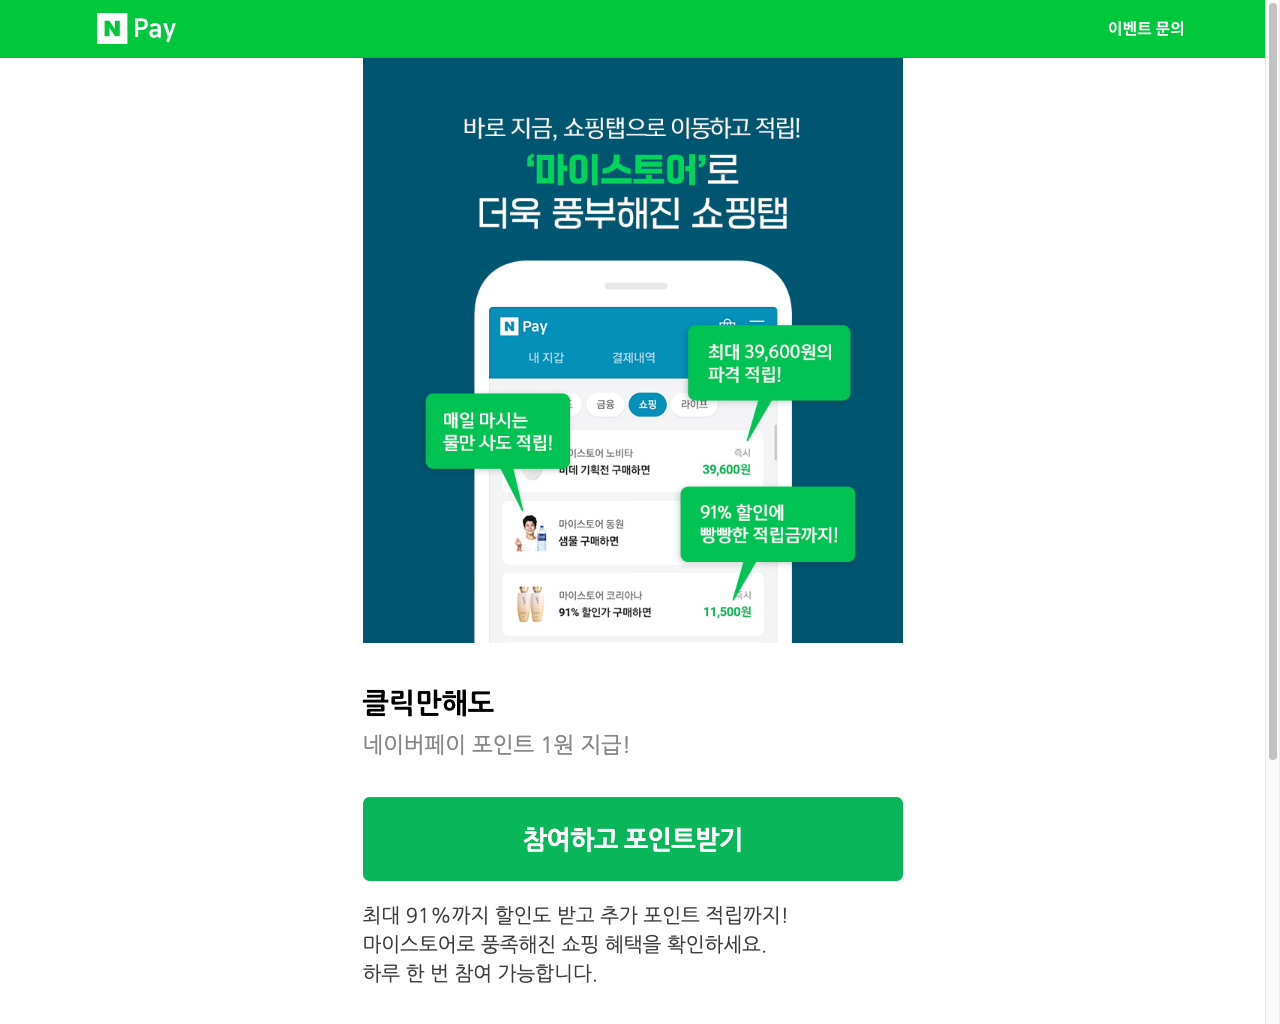 N Pay
이벤트 문의
바로 지금, 쇼핑탭으로 이동하고 적립!
‘마이스토어’로
더욱 풍부해진 쇼핑탭
N Pay
내 지갑
결제내역
최대 39,600원의
파격 적립!
금융
쇼핑
라이프
매일 마시는
물만 사도 적립!
마이스토어 노비타
즉시
비데 기획전 구매하면
39,600원
91% 할인에
빵빵한 적립금까지!
마이스토어 동원
샘물 구매하면
마이스토어 코리아나
즉시
91% 할인가 구매하면
11,500원
클릭만해도
네이버페이 포인트 1원 지급!
참여하고 포인트받기
최대 91%까지 할인도 받고 추가 포인트 적립까지!
마이스토어로 풍족해진 쇼핑 혜택을 확인하세요.
하루 한 번 참여 가능합니다.